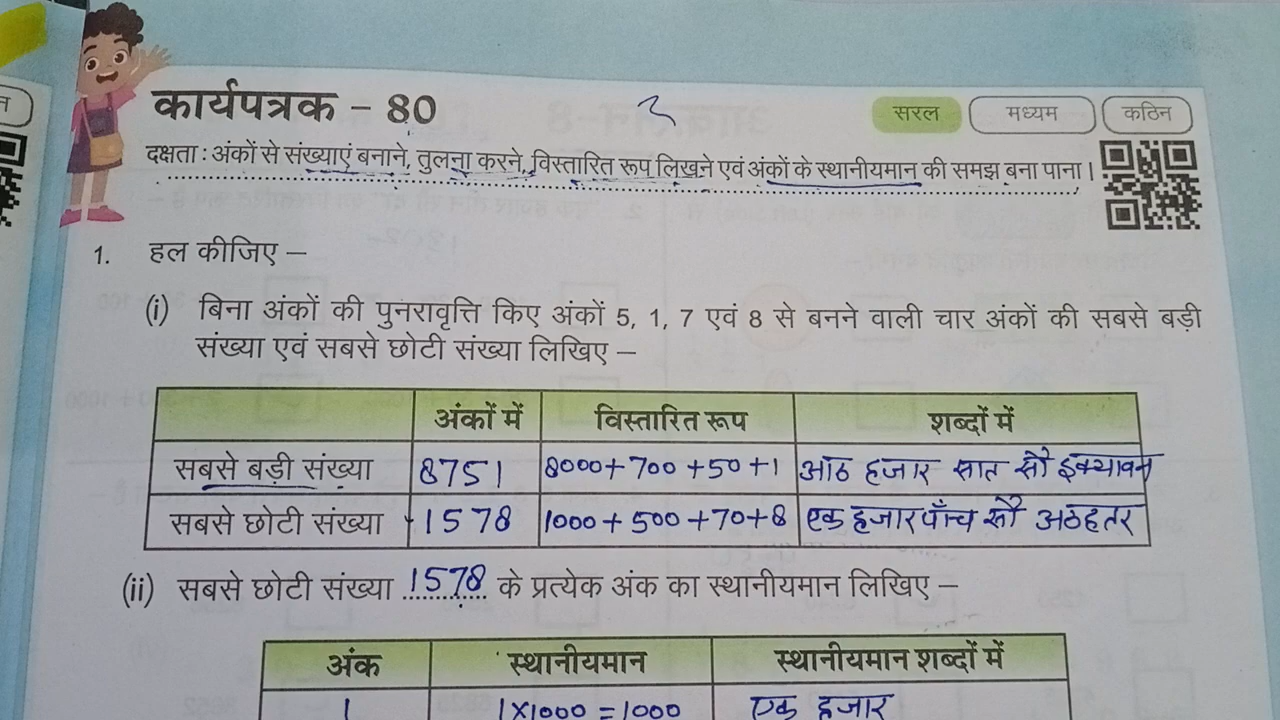 न
कार्यपत्रक – 80
सरल मध्यम कठिन
दक्षता : अंकों से संख्याएं बनाने, तुलना करने, विस्तारित रूप लिखने एवं अंकों के स्थानीयमान की समझ बना पाना।
1. हल कीजिए –
(i) बिना अंकों की पुनरावृत्ति किए अंकों 5, 1, 7 एवं 8 से बनने वाली चार अंकों की सबसे बड़ी
संख्या एवं सबसे छोटी संख्या लिखिए –
अंकों में विस्तारित रूप शब्दों में
सबसे बड़ी संख्या 8751 8000+700+50+1 आठ हजार सात सौ इक्यावन
सबसे छोटी संख्या 1578 1000+500+70+8 एक हजार पाँच सौ अठहतर
(ii) सबसे छोटी संख्या 1578 के प्रत्येक अंक का स्थानीयमान लिखिए –
अंक स्थानीयमान स्थानीयमान शब्दों में
1 1×1000=1000 एक हजार